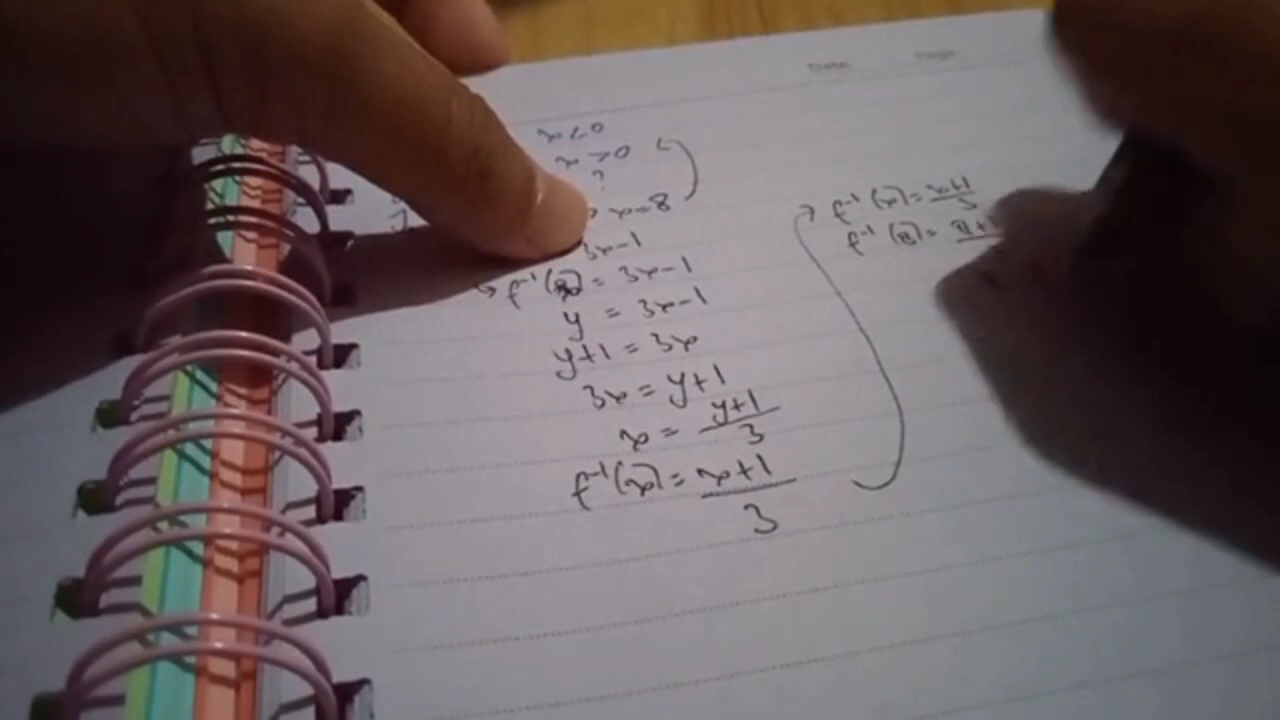 Date Page
x<0
x>0
?
x=8
3x-1
f⁻¹(x)=3x-1
y = 3x-1
y+1 = 3x
3x = y+1
x = y+1/3
f⁻¹(x)= x+1/3
f⁻¹(x)= x+1/3
f⁻¹(8)= 8+